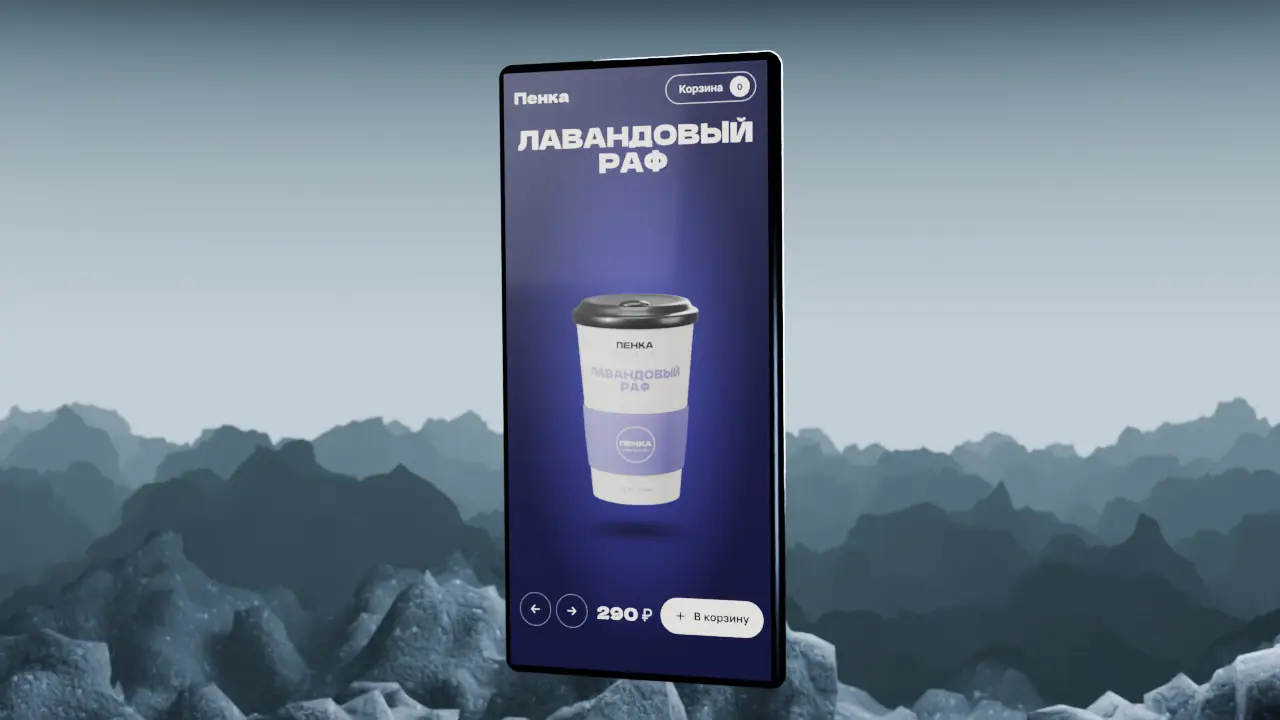 Пенка
Корзина 0
ЛАВАНДОВЫЙ
РАФ
ПЕНКА
ЛАВАНДОВЫЙ
РАФ
ПЕНКА
290 ₽
+ В корзину